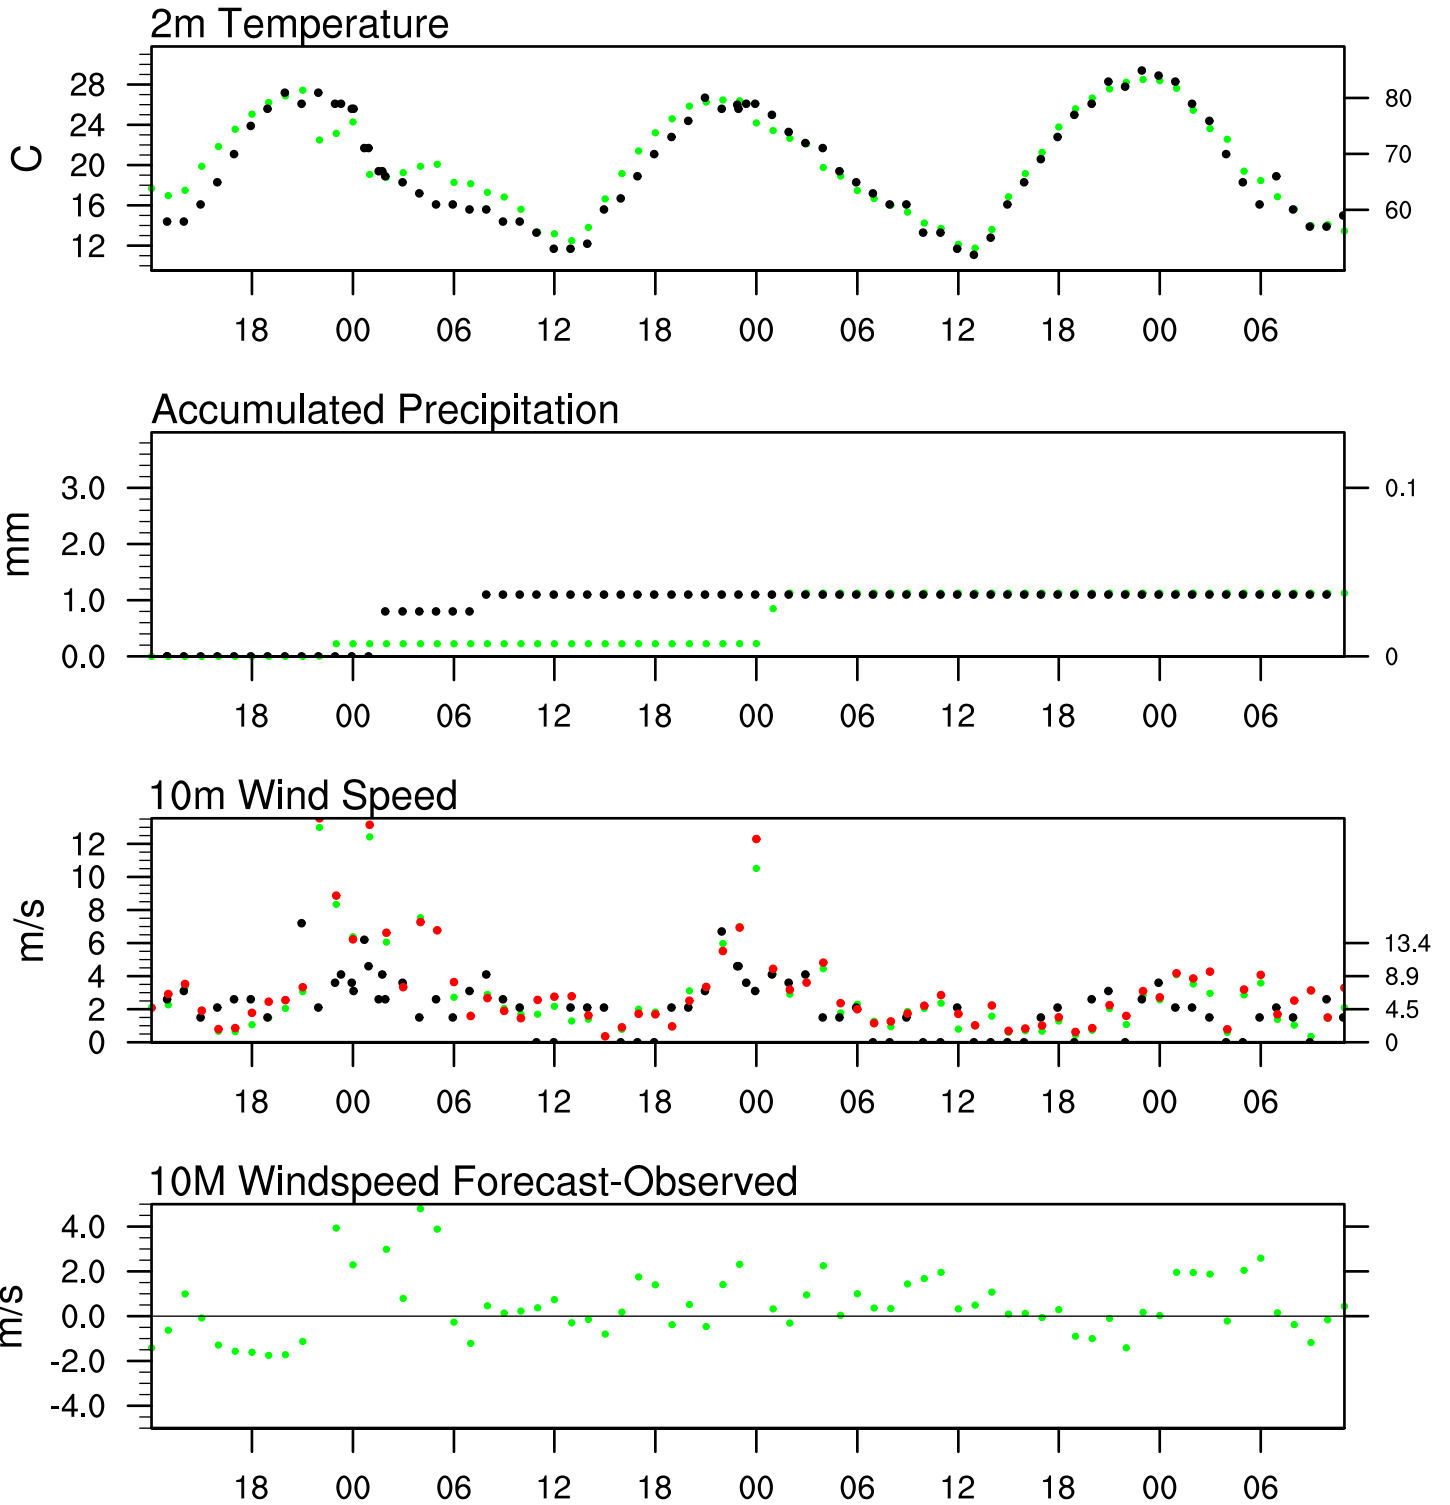 2m Temperature
28
24
20
16
12
C
80
70
60
18 00 06 12 18 00 06 12 18 00 06
Accumulated Precipitation
3.0
2.0
1.0
0.0
mm
0.1
0
18 00 06 12 18 00 06 12 18 00 06
10m Wind Speed
12
10
8
6
4
2
0
m/s
13.4
8.9
4.5
0
18 00 06 12 18 00 06 12 18 00 06
10M Windspeed Forecast-Observed
4.0
2.0
0.0
-2.0
-4.0
m/s
18 00 06 12 18 00 06 12 18 00 06